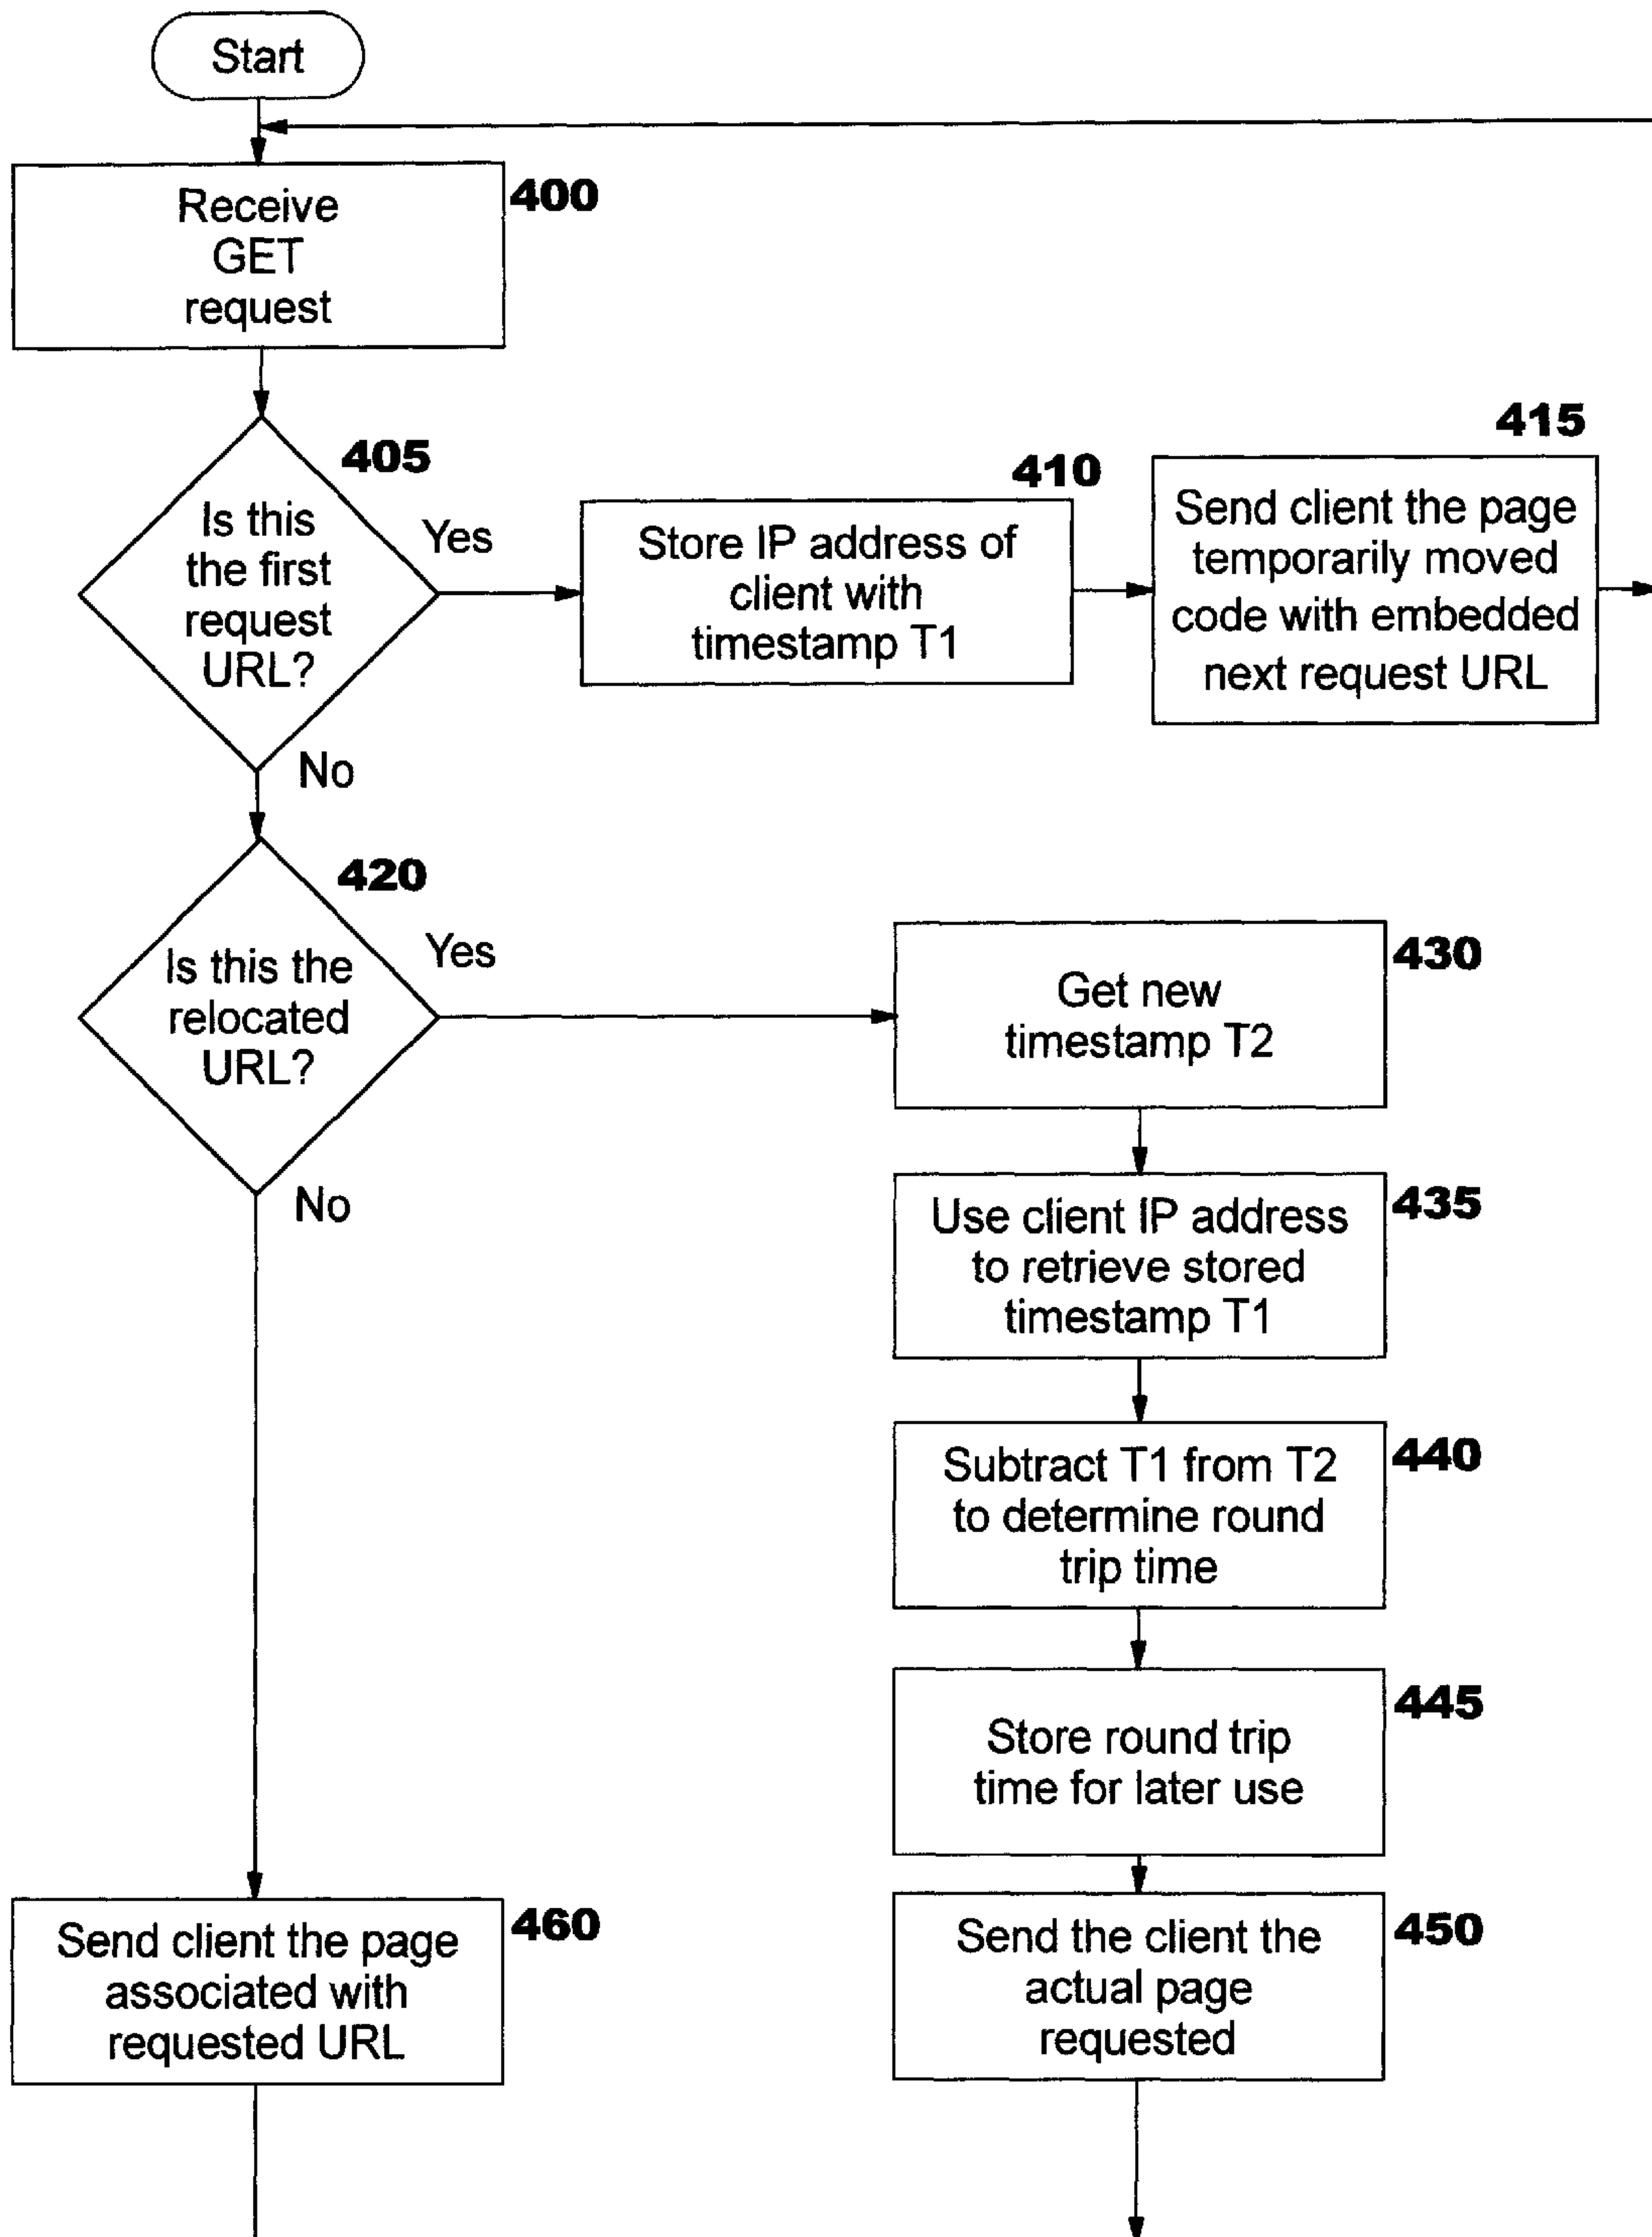 Start
Receive
GET
request
400
405
Is this
the first
request
URL?
Yes
No
410
Store IP address of
client with
timestamp T1
415
Send client the page
temporarily moved
code with embedded
next request URL
420
Is this the
relocated
URL?
Yes
No
430
Get new
timestamp T2
435
Use client IP address
to retrieve stored
timestamp T1
440
Subtract T1 from T2
to determine round
trip time
445
Store round trip
time for later use
460
Send client the page
associated with
requested URL
450
Send the client the
actual page
requested